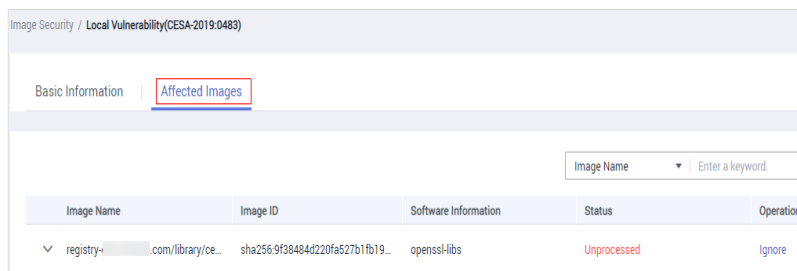 Image Security / Local Vulnerability(CESA-2019:0483)
Basic Information Affected Images
Image Name Enter a keyword.
Image Name Image ID Software Information Status Operation
registry- .com/library/ce... sha256:9f38484d220fa527b1fb19... openssl-libs Unprocessed Ignore